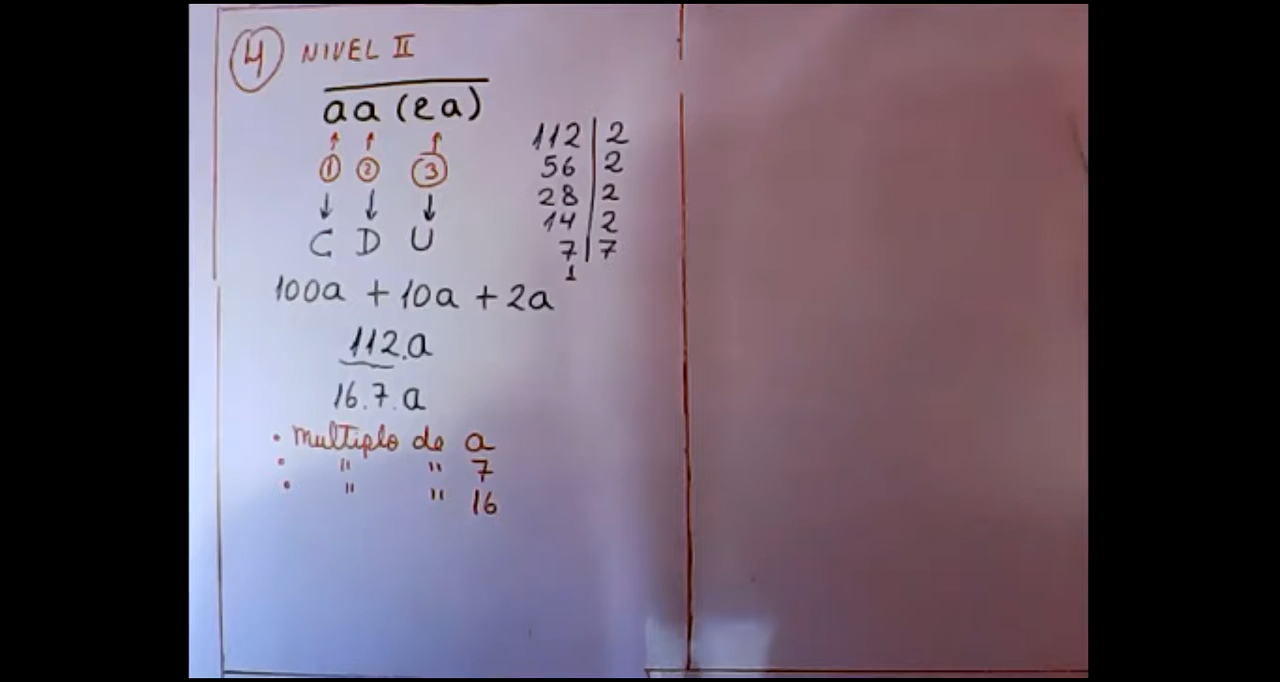 4 NIVEL II
aa(2a)
1 2 3
C D U
112 | 2
56 | 2
28 | 2
14 | 2
7 | 7
1
100a + 10a + 2a
112.a
16.7.a
• Multiplo de a
• " " 7
• " " 16